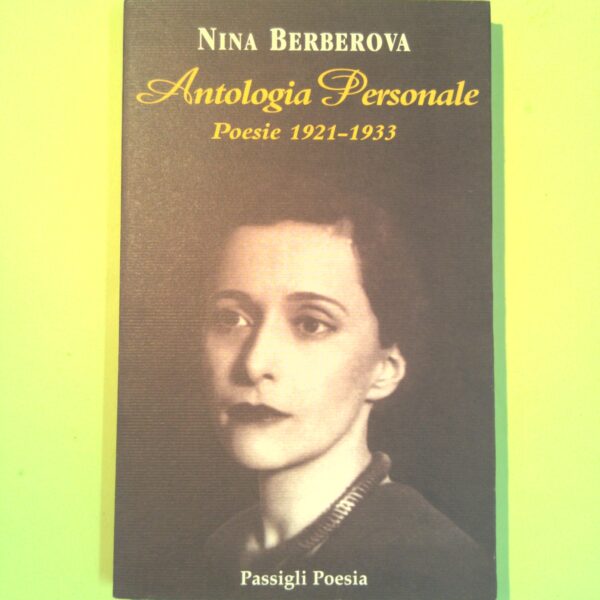 Nina Berberova
Antologia Personale
Poesie 1921–1933
Passigli Poesia